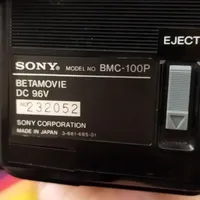 EJECT
SONY. MODEL NO. BMC-100P
BETAMOVIE
DC 9.6V
NO. 232052
SONY CORPORATION
MADE IN JAPAN 3-661-685-01